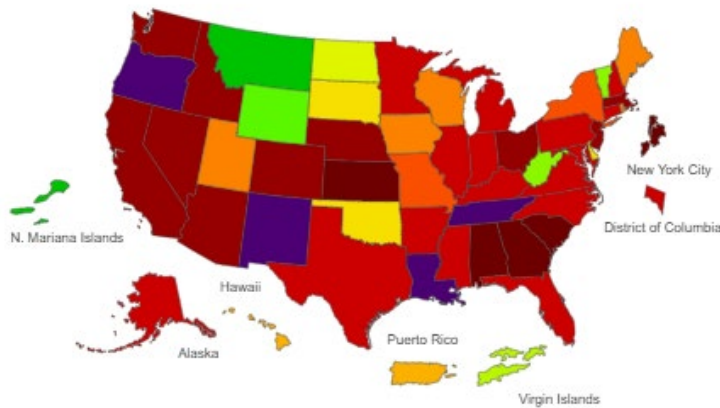 New York City
District of Columbia
N. Mariana Islands
Hawaii
Alaska
Puerto Rico
Virgin Islands